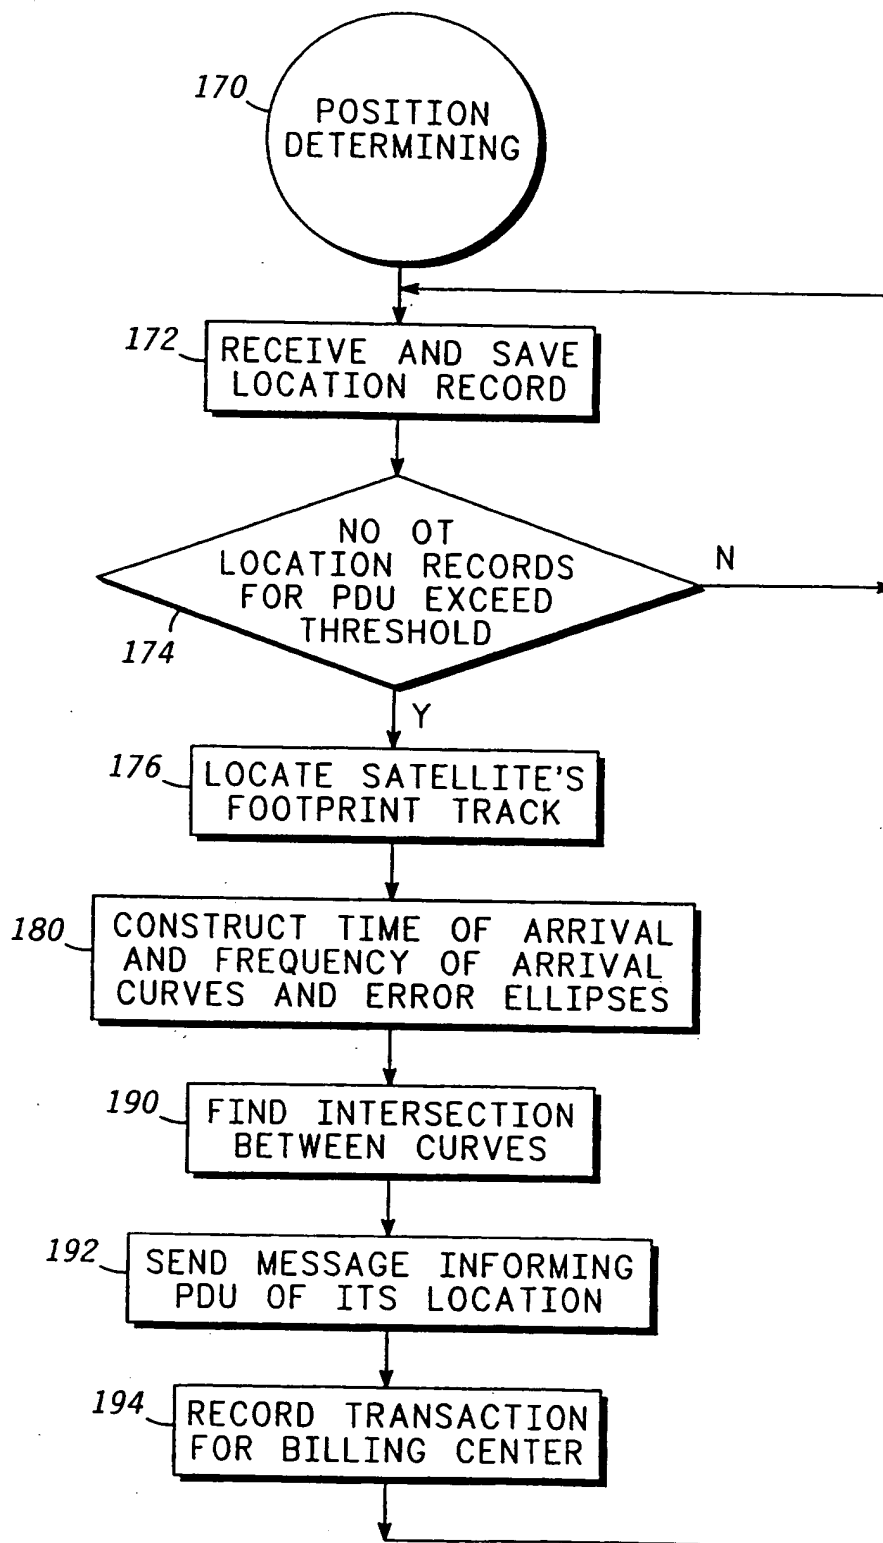 170
POSITION
DETERMINING
172
RECEIVE AND SAVE
LOCATION RECORD
NO OT
LOCATION RECORDS
FOR PDU EXCEED
THRESHOLD
N
174
Y
176
LOCATE SATELLITE'S
FOOTPRINT TRACK
180
CONSTRUCT TIME OF ARRIVAL
AND FREQUENCY OF ARRIVAL
CURVES AND ERROR ELLIPSES
190
FIND INTERSECTION
BETWEEN CURVES
192
SEND MESSAGE INFORMING
PDU OF ITS LOCATION
194
RECORD TRANSACTION
FOR BILLING CENTER